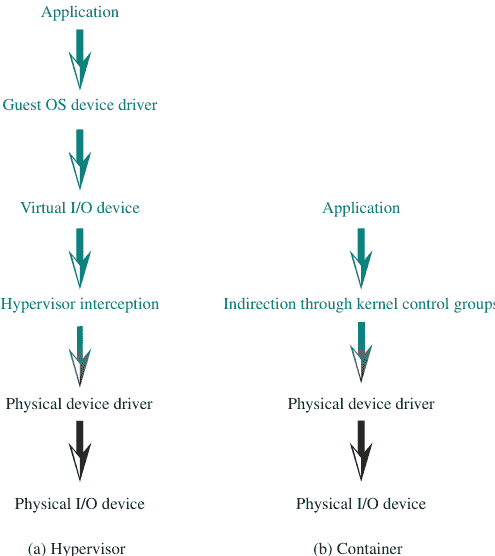 Application
Guest OS device driver
Virtual I/O device
Hypervisor interception
Physical device driver
Physical I/O device
(a) Hypervisor
Application
Indirection through kernel control groups
Physical device driver
Physical I/O device
(b) Container